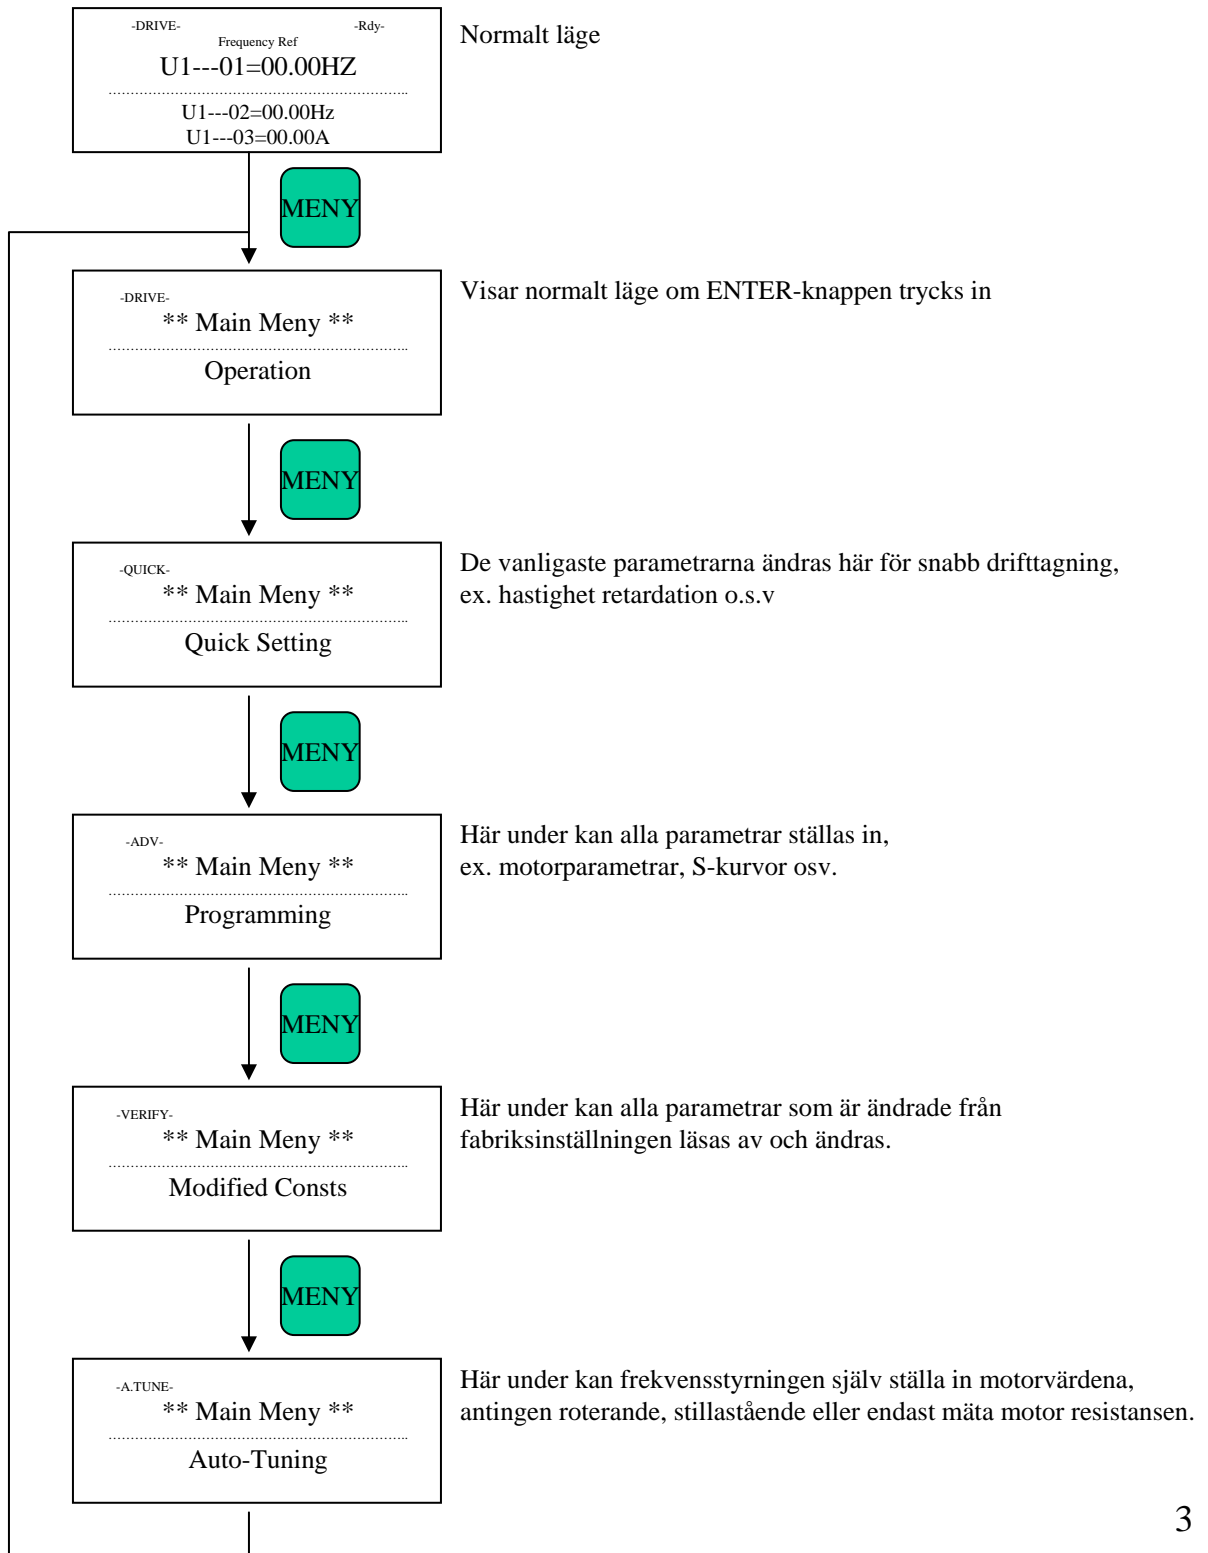 -DRIVE- -Rdy-
Frequency Ref
U1---01=00.00HZ
U1---02=00.00Hz
U1---03=00.00A
Normalt läge
MENY
-DRIVE-
** Main Meny **
Operation
Visar normalt läge om ENTER-knappen trycks in
MENY
-QUICK-
** Main Meny **
Quick Setting
De vanligaste parametrarna ändras här för snabb drifttagning,
ex. hastighet retardation o.s.v
MENY
-ADV-
** Main Meny **
Programming
Här under kan alla parametrar ställas in,
ex. motorparametrar, S-kurvor osv.
MENY
-VERIFY-
** Main Meny **
Modified Consts
Här under kan alla parametrar som är ändrade från
fabriksinställningen läsas av och ändras.
MENY
-A.TUNE-
** Main Meny **
Auto-Tuning
Här under kan frekvensstyrningen själv ställa in motorvärdena,
antingen roterande, stillastående eller endast mäta motor resistansen.
3